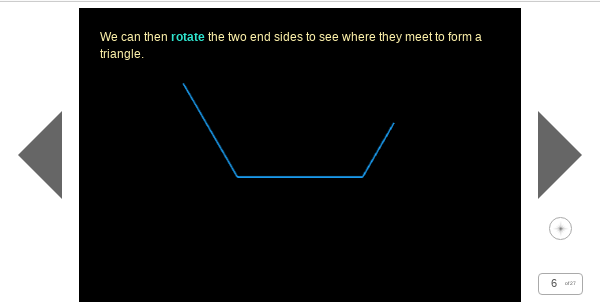 We can then rotate the two end sides to see where they meet to form a
triangle.
6 of 27